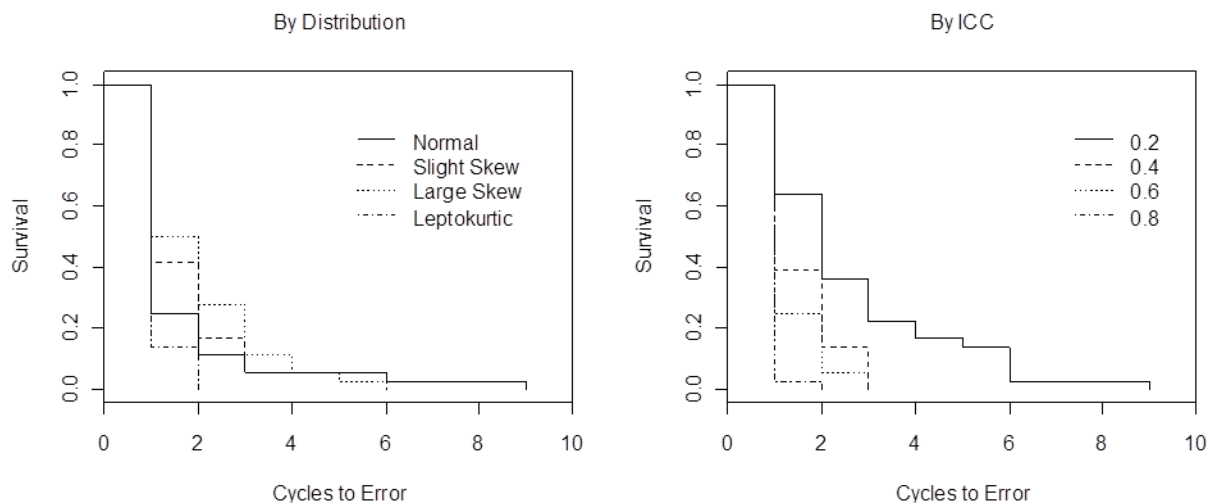 By Distribution
1.0
0.8
0.6
0.4
0.2
0.0
Survival
Normal
Slight Skew
Large Skew
Leptokurtic
0 2 4 6 8 10
Cycles to Error
By ICC
1.0
0.8
0.6
0.4
0.2
0.0
Survival
0.2
0.4
0.6
0.8
0 2 4 6 8 10
Cycles to Error